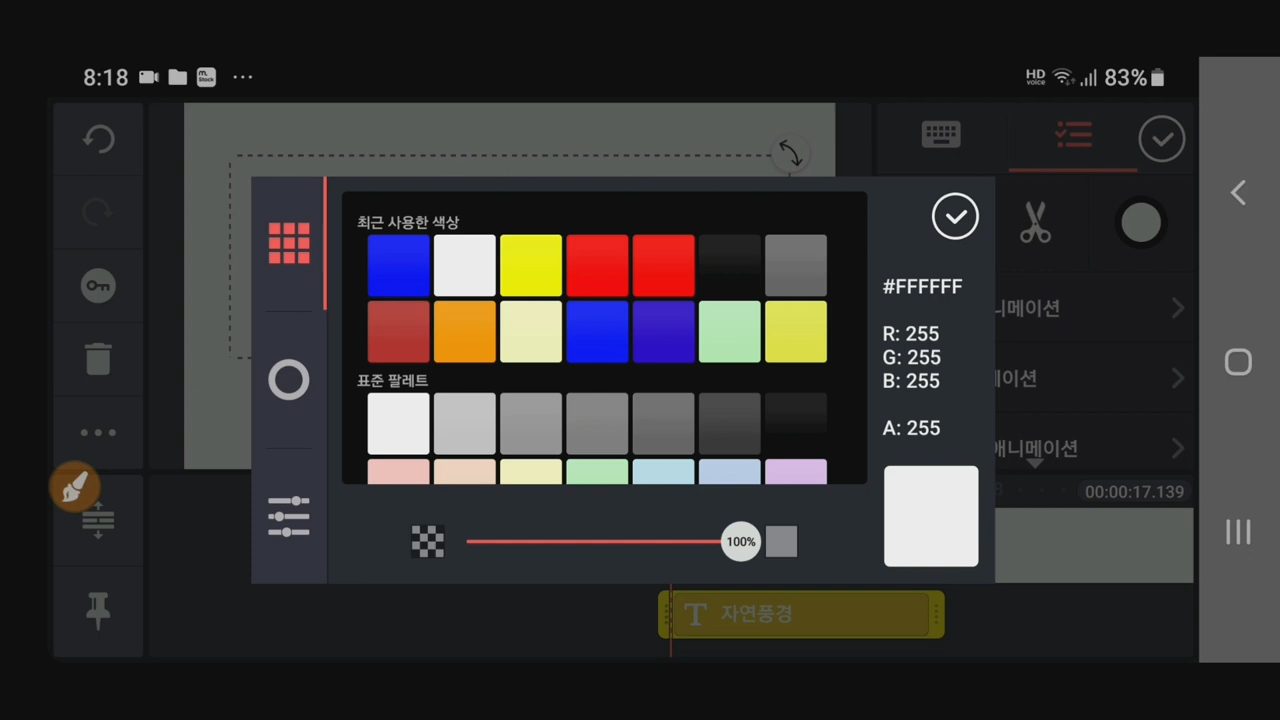 8:18
m.Stock
HD voice
83%
최근 사용한 색상
#FFFFFF
R: 255
G: 255
B: 255
A: 255
표준 팔레트
100%
니메이션
이션
애니메이션
00:00:17.139
T 자연풍경